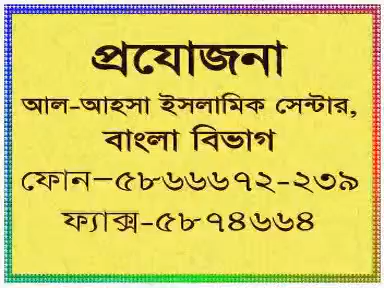 প্রযোজনা
আল-আহসা ইসলামিক সেন্টার,
বাংলা বিভাগ
ফোন–৫৮৬৬৬৭২-২৩৯
ফ্যাক্স-৫৮৭৪৬৬৪